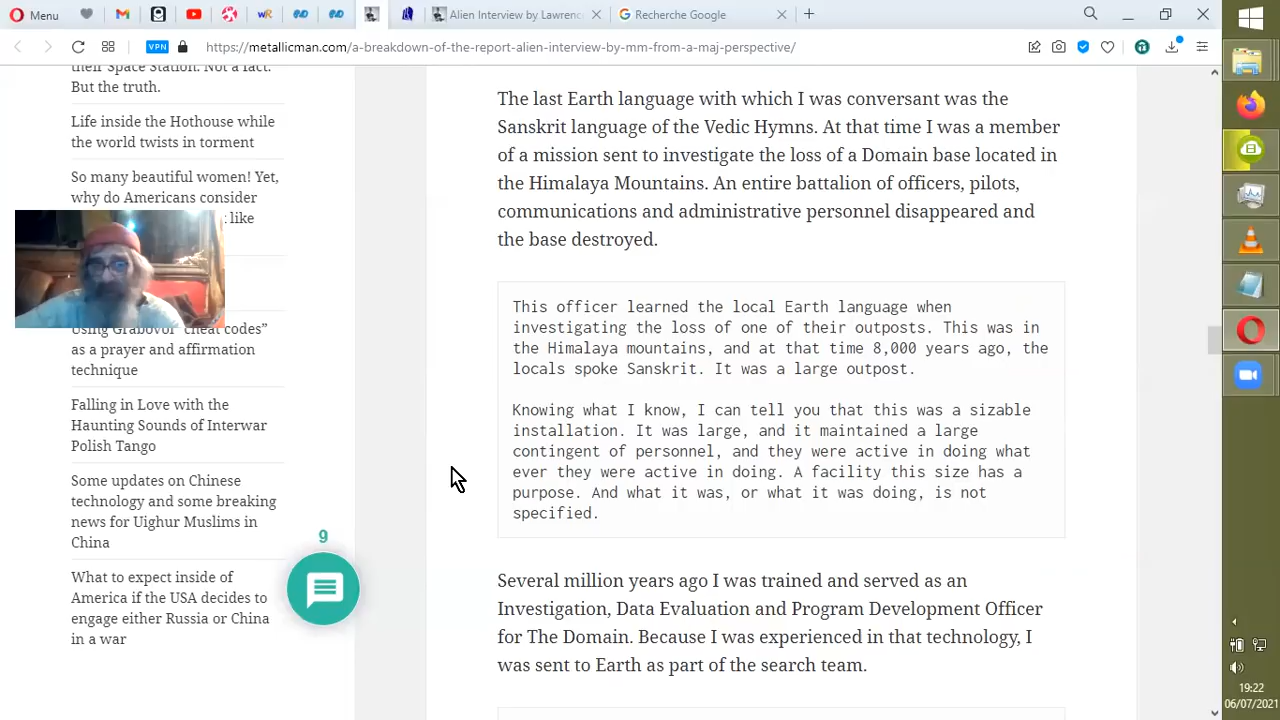 Menu
Alien Interview by Lawrenc
Recherche Google
VPN
https://metallicman.com/a-breakdown-of-the-report-alien-interview-by-mm-from-a-maj-perspective/
their Space Station. Not a fact.
But the truth.
Life inside the Hothouse while
the world twists in torment
So many beautiful women! Yet,
why do Americans consider
like
Using Grabovoi “cheat codes”
as a prayer and affirmation
technique
Falling in Love with the
Haunting Sounds of Interwar
Polish Tango
Some updates on Chinese
technology and some breaking
news for Uighur Muslims in
China
What to expect inside of
America if the USA decides to
engage either Russia or China
in a war
9
The last Earth language with which I was conversant was the
Sanskrit language of the Vedic Hymns. At that time I was a member
of a mission sent to investigate the loss of a Domain base located in
the Himalaya Mountains. An entire battalion of officers, pilots,
communications and administrative personnel disappeared and
the base destroyed.
This officer learned the local Earth language when
investigating the loss of one of their outposts. This was in
the Himalaya mountains, and at that time 8,000 years ago, the
locals spoke Sanskrit. It was a large outpost.
Knowing what I know, I can tell you that this was a sizable
installation. It was large, and it maintained a large
contingent of personnel, and they were active in doing what
ever they were active in doing. A facility this size has a
purpose. And what it was, or what it was doing, is not
specified.
Several million years ago I was trained and served as an
Investigation, Data Evaluation and Program Development Officer
for The Domain. Because I was experienced in that technology, I
was sent to Earth as part of the search team.
19:22
06/07/2021